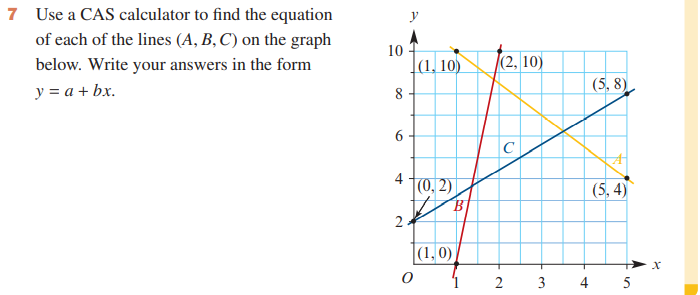 7 Use a CAS calculator to find the equation
of each of the lines (A, B, C) on the graph
below. Write your answers in the form
y = a + bx.
y
10
(1, 10)
(2, 10)
8
(5, 8)
6
C
A
4
(0, 2)
(5, 4)
B
2
(1, 0)
x
O
1
2
3
4
5